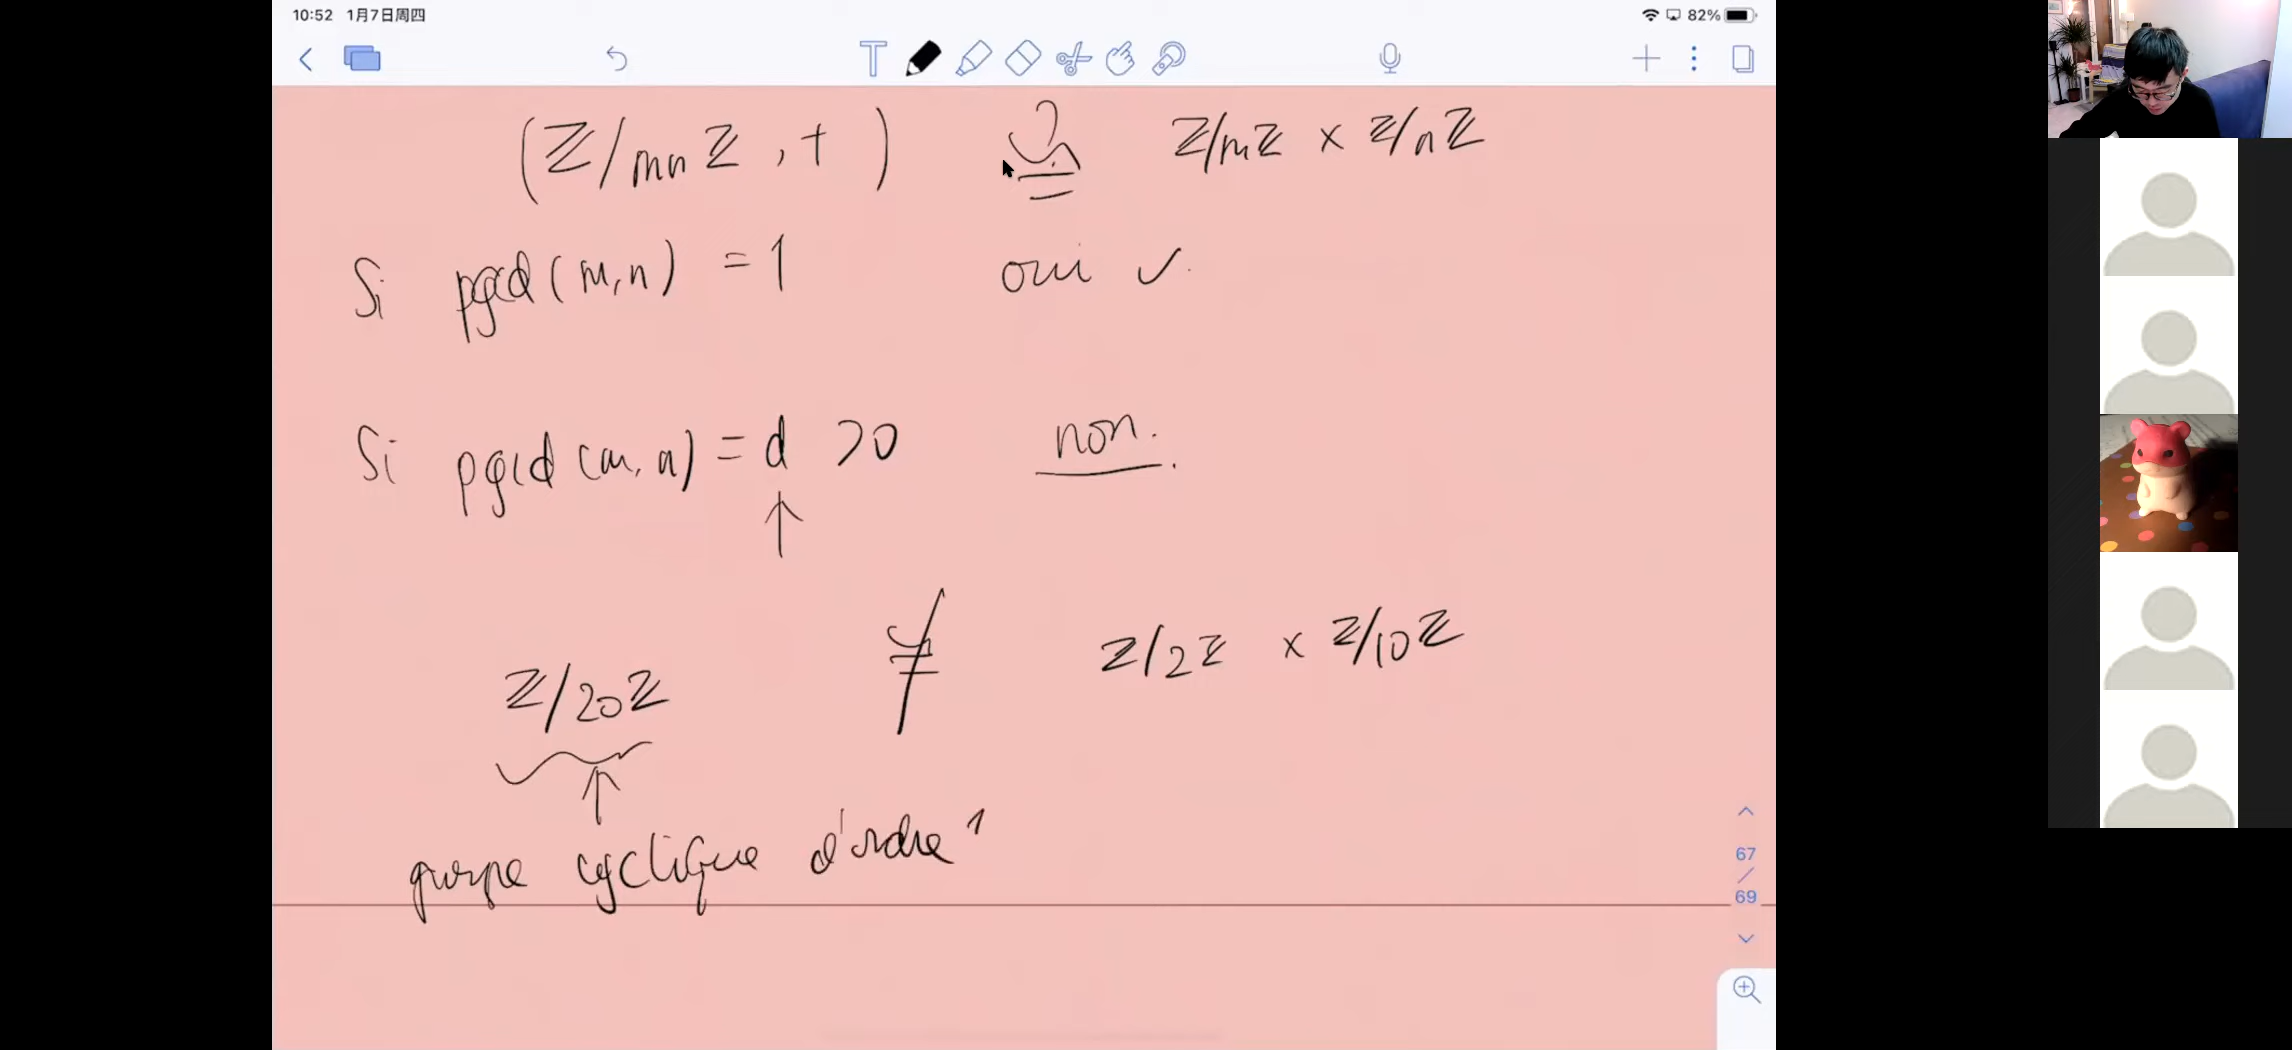 10:52 1月7日周四
82%
(ℤ/mnℤ, +) ≅ ? ℤ/mℤ × ℤ/nℤ
Si pgcd(m,n) = 1 oui ✓.
Si pgcd(m,n) = d >0 non.
↑
ℤ/20ℤ ≇ ℤ/2ℤ × ℤ/10ℤ
↑
groupe cyclique d'ordre
67
/
69